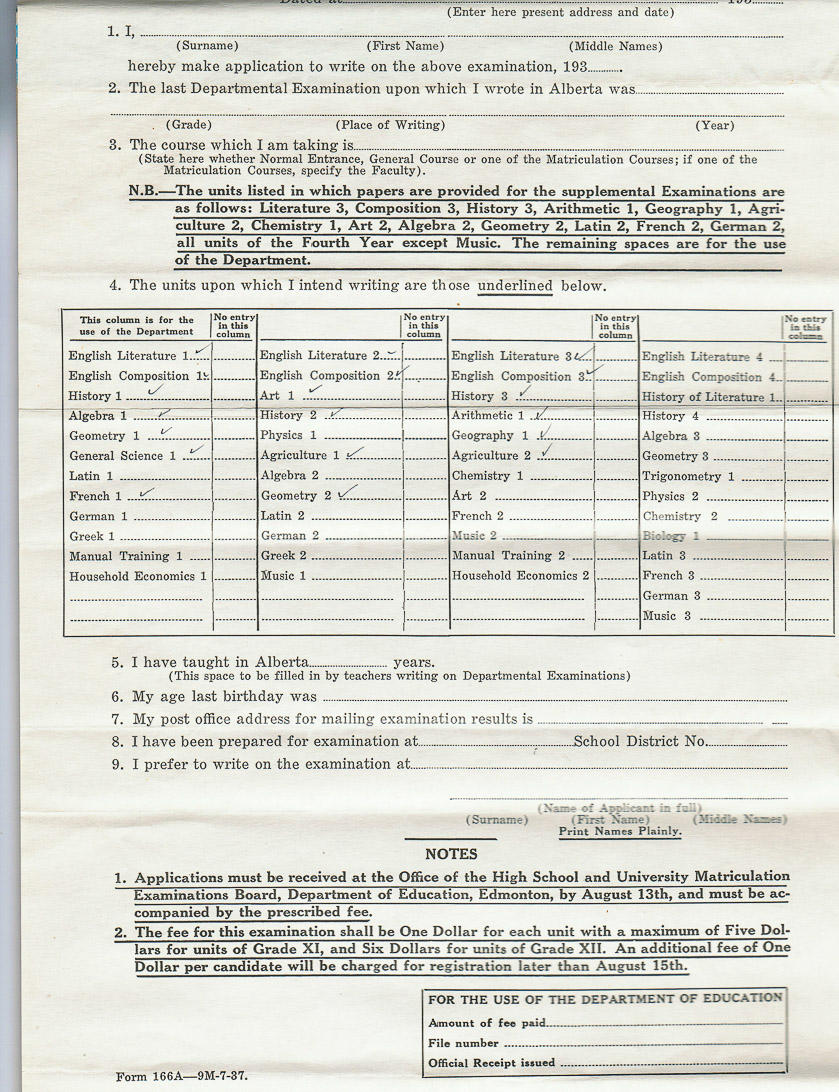 Dated at 193
(Enter here present address and date)
1. I,
(Surname) (First Name) (Middle Names)
hereby make application to write on the above examination, 193
2. The last Departmental Examination upon which I wrote in Alberta was
(Grade) (Place of Writing) (Year)
3. The course which I am taking is
(State here whether Normal Entrance, General Course or one of the Matriculation Courses; if one of the
Matriculation Courses, specify the Faculty).
N.B.—The units listed in which papers are provided for the supplemental Examinations are
as follows: Literature 3, Composition 3, History 3, Arithmetic 1, Geography 1, Agri-
culture 2, Chemistry 1, Art 2, Algebra 2, Geometry 2, Latin 2, French 2, German 2,
all units of the Fourth Year except Music. The remaining spaces are for the use
of the Department.
4. The units upon which I intend writing are those underlined below.
This column is for the use of the Department | No entry in this column | | No entry in this column | | No entry in this column | | No entry in this column
English Literature 1 ✓ | English Literature 2 ✓ | English Literature 3 ✓ | English Literature 4
English Composition 1 ✓ | English Composition 2 ✓ | English Composition 3 ✓ | English Composition 4
History 1 ✓ | Art 1 ✓ | History 3 ✓ | History of Literature 1
Algebra 1 ✓ | History 2 ✓ | Arithmetic 1 ✓ | History 4
Geometry 1 ✓ | Physics 1 | Geography 1 ✓ | Algebra 3
General Science 1 ✓ | Agriculture 1 ✓ | Agriculture 2 ✓ | Geometry 3
Latin 1 | Algebra 2 | Chemistry 1 | Trigonometry 1
French 1 ✓ | Geometry 2 ✓ | Art 2 | Physics 2
German 1 | Latin 2 | French 2 | Chemistry 2
Greek 1 | German 2 | Music 2 | Biology 1
Manual Training 1 | Greek 2 | Manual Training 2 | Latin 3
Household Economics 1 | Music 1 | Household Economics 2 | French 3
German 3
Music 3
5. I have taught in Alberta years.
(This space to be filled in by teachers writing on Departmental Examinations)
6. My age last birthday was
7. My post office address for mailing examination results is
8. I have been prepared for examination at School District No.
9. I prefer to write on the examination at
(Name of Applicant in full)
(Surname) (First Name) (Middle Names)
Print Names Plainly.
NOTES
1. Applications must be received at the Office of the High School and University Matriculation
Examinations Board, Department of Education, Edmonton, by August 13th, and must be ac-
companied by the prescribed fee.
2. The fee for this examination shall be One Dollar for each unit with a maximum of Five Dol-
lars for units of Grade XI, and Six Dollars for units of Grade XII. An additional fee of One
Dollar per candidate will be charged for registration later than August 15th.
FOR THE USE OF THE DEPARTMENT OF EDUCATION
Amount of fee paid
File number
Official Receipt issued
Form 166A—9M-7-37.